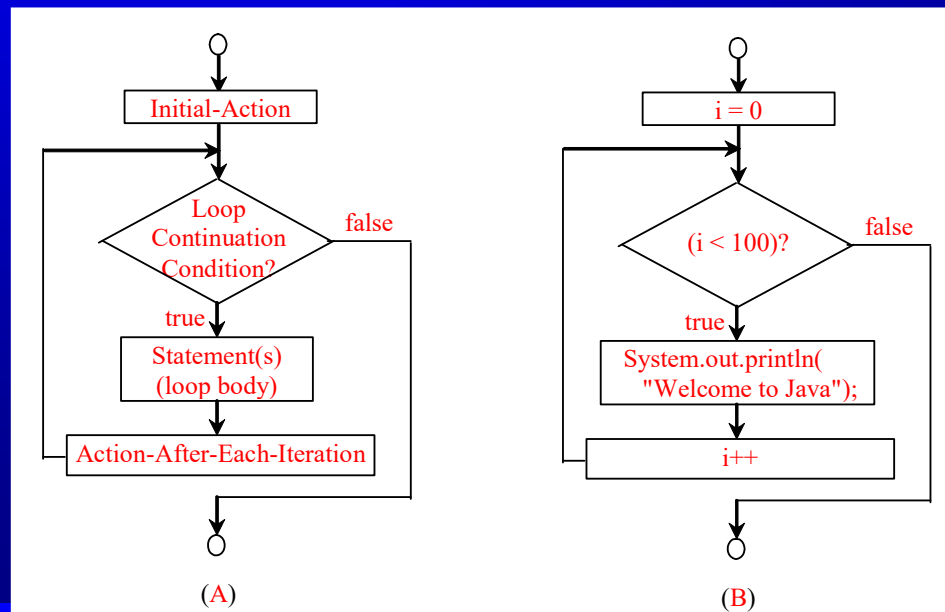 Initial-Action
Loop
Continuation
Condition?
false
true
Statement(s)
(loop body)
Action-After-Each-Iteration
(A)
i = 0
(i < 100)?
false
true
System.out.println(
"Welcome to Java");
i++
(B)